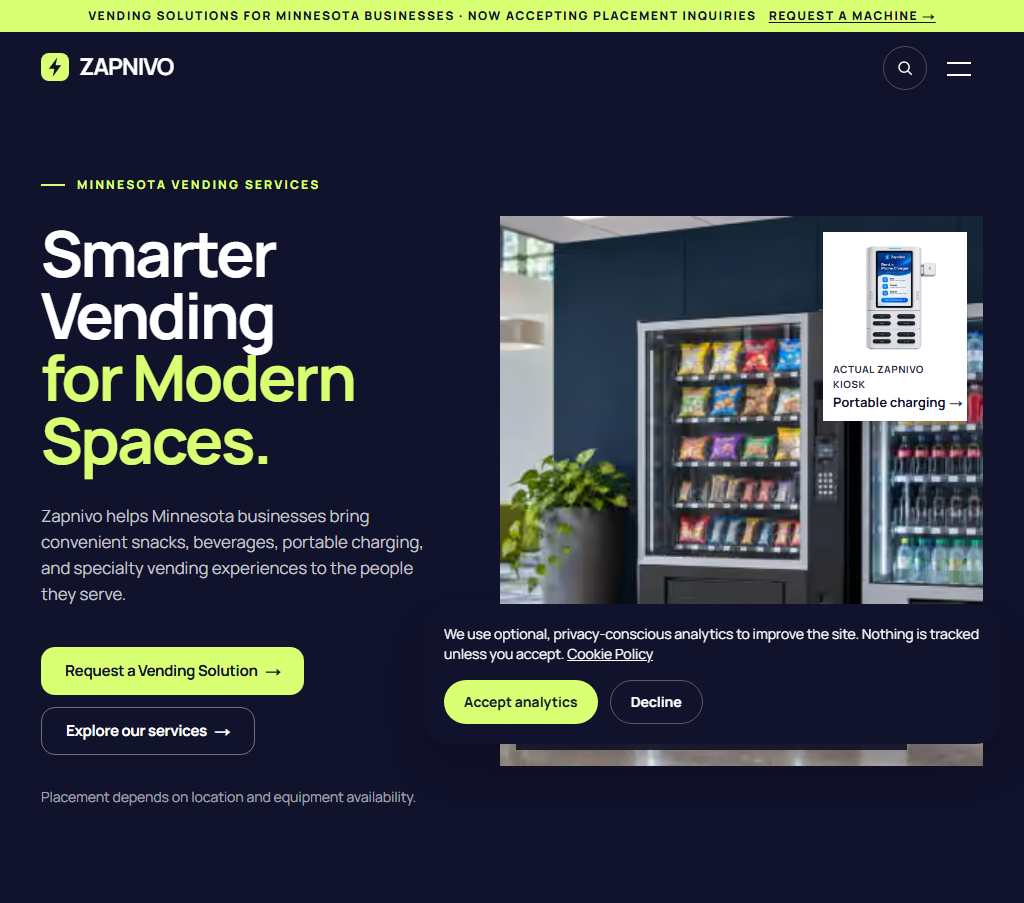 VENDING SOLUTIONS FOR MINNESOTA BUSINESSES · NOW ACCEPTING PLACEMENT INQUIRIES REQUEST A MACHINE →
ZAPNIVO
MINNESOTA VENDING SERVICES
Smarter
Vending
for Modern
Spaces.
Zapnivo helps Minnesota businesses bring
convenient snacks, beverages, portable charging,
and specialty vending experiences to the people
they serve.
Request a Vending Solution →
Explore our services →
Placement depends on location and equipment availability.
ACTUAL ZAPNIVO
KIOSK
Portable charging →
We use optional, privacy-conscious analytics to improve the site. Nothing is tracked
unless you accept. Cookie Policy
Accept analytics
Decline